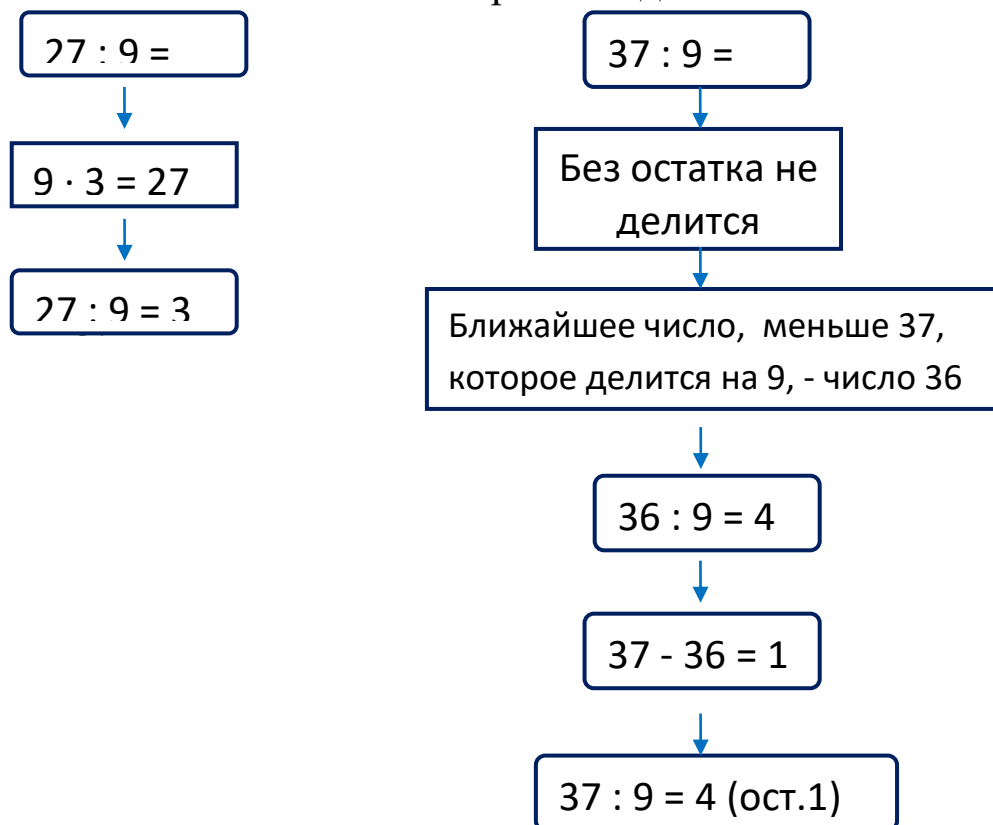 27 : 9 =
9 · 3 = 27
27 : 9 = 3
37 : 9 =
Без остатка не
делится
Ближайшее число, меньше 37,
которое делится на 9, - число 36
36 : 9 = 4
37 - 36 = 1
37 : 9 = 4 (ост.1)